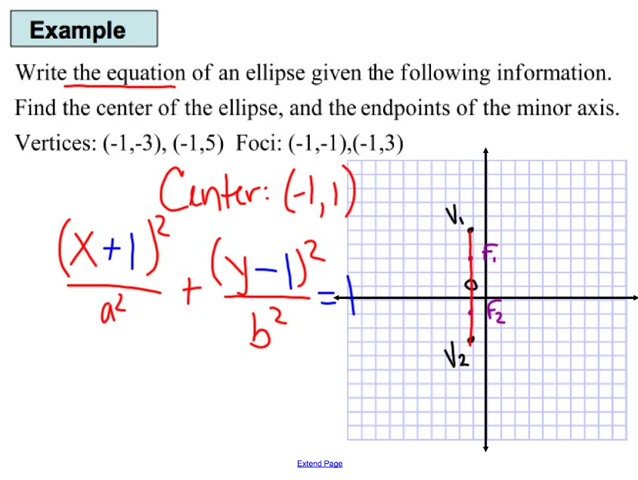 Example
Write the equation of an ellipse given the following information.
Find the center of the ellipse, and the endpoints of the minor axis.
Vertices: (-1,-3), (-1,5)  Foci: (-1,-1),(-1,3)
Center: (-1, 1)
(x+1)²/a² + (y-1)²/b² = 1
V₁
F₁
F₂
V₂
Extend Page